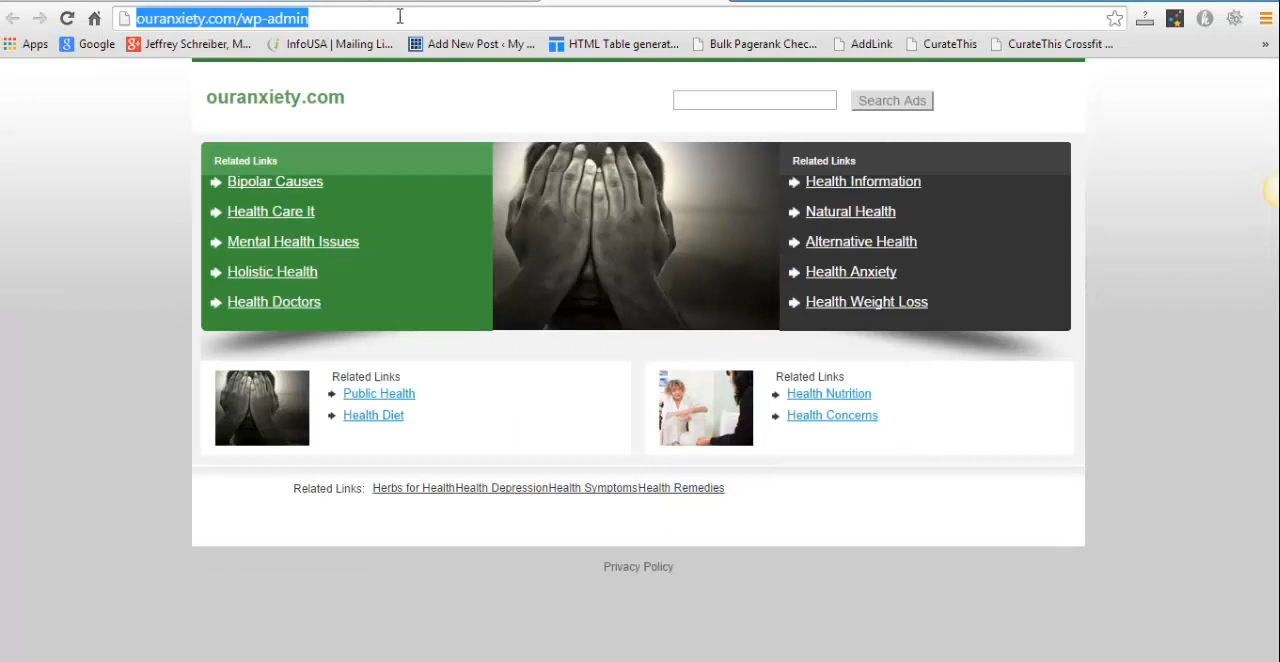 ouranxiety.com/wp-admin
Apps Google Jeffrey Schreiber, M... InfoUSA | Mailing Li... Add New Post ‹ My ... HTML Table generat... Bulk Pagerank Chec... AddLink CurateThis CurateThis Crossfit ... »
ouranxiety.com
Search Ads
Related Links
Bipolar Causes
Health Care It
Mental Health Issues
Holistic Health
Health Doctors
Related Links
Health Information
Natural Health
Alternative Health
Health Anxiety
Health Weight Loss
Related Links
Public Health
Health Diet
Related Links
Health Nutrition
Health Concerns
Related Links: Herbs for HealthHealth DepressionHealth SymptomsHealth Remedies
Privacy Policy